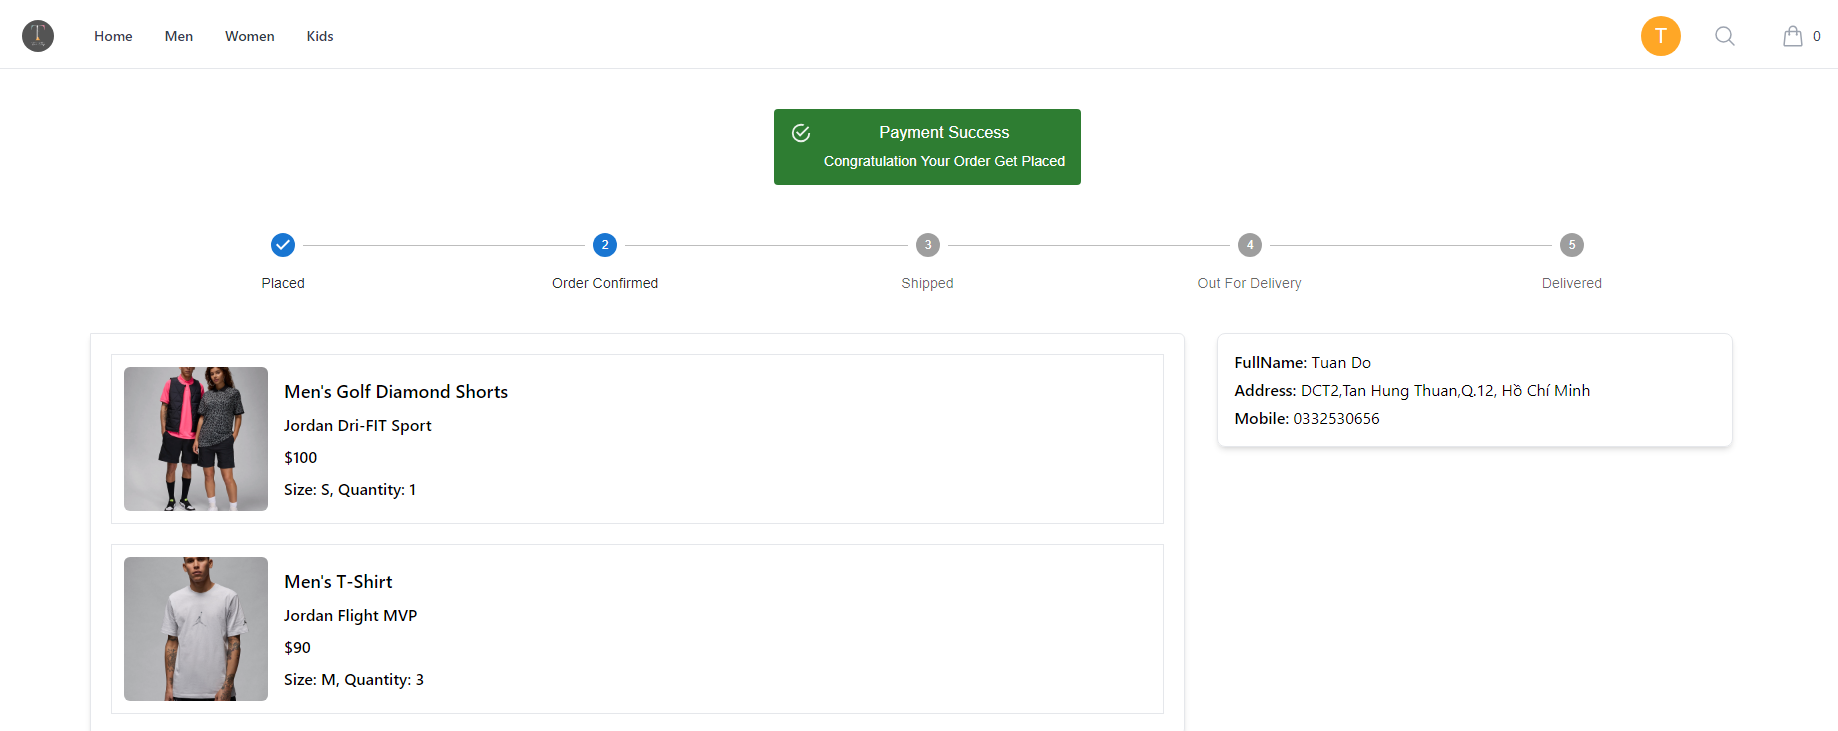 T
Home Men Women Kids
T
0
Payment Success
Congratulation Your Order Get Placed
2 3 4 5
Placed Order Confirmed Shipped Out For Delivery Delivered
Men's Golf Diamond Shorts
Jordan Dri-FIT Sport
$100
Size: S, Quantity: 1
Men's T-Shirt
Jordan Flight MVP
$90
Size: M, Quantity: 3
FullName: Tuan Do
Address: DCT2,Tan Hung Thuan,Q.12, Hồ Chí Minh
Mobile: 0332530656